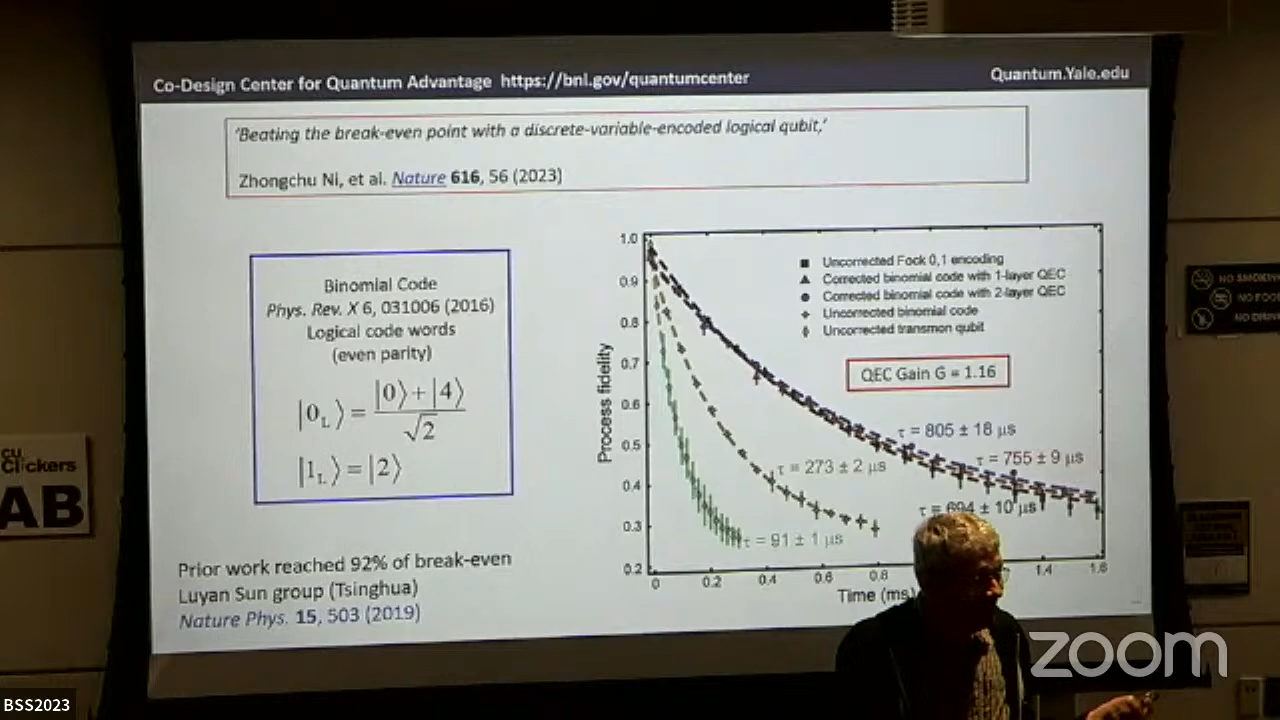 Co-Design Center for Quantum Advantage https://bnl.gov/quantumcenter
Quantum.Yale.edu
'Beating the break-even point with a discrete-variable-encoded logical qubit,'
Zhongchu Ni, et al. Nature 616, 56 (2023)
Binomial Code
Phys. Rev. X 6, 031006 (2016)
Logical code words
(even parity)
|0_L⟩ = (|0⟩+|4⟩)/√2
|1_L⟩ = |2⟩
Prior work reached 92% of break-even
Luyan Sun group (Tsinghua)
Nature Phys. 15, 503 (2019)
Process fidelity
1.0
0.9
0.8
0.7
0.6
0.5
0.4
0.3
0.2
Uncorrected Fock 0,1 encoding
Corrected binomial code with 1-layer QEC
Corrected binomial code with 2-layer QEC
Uncorrected binomial code
Uncorrected transmon qubit
QEC Gain G = 1.16
τ = 805 ± 18 μs
τ = 755 ± 9 μs
τ = 273 ± 2 μs
τ = 694 ± 10 μs
τ = 91 ± 1 μs
0 0.2 0.4 0.6 0.8 1.4 1.6
Time (ms)
CU
Clickers
AB
NO SMOKING
NO FOO
NO DRIN
zoom
BSS2023